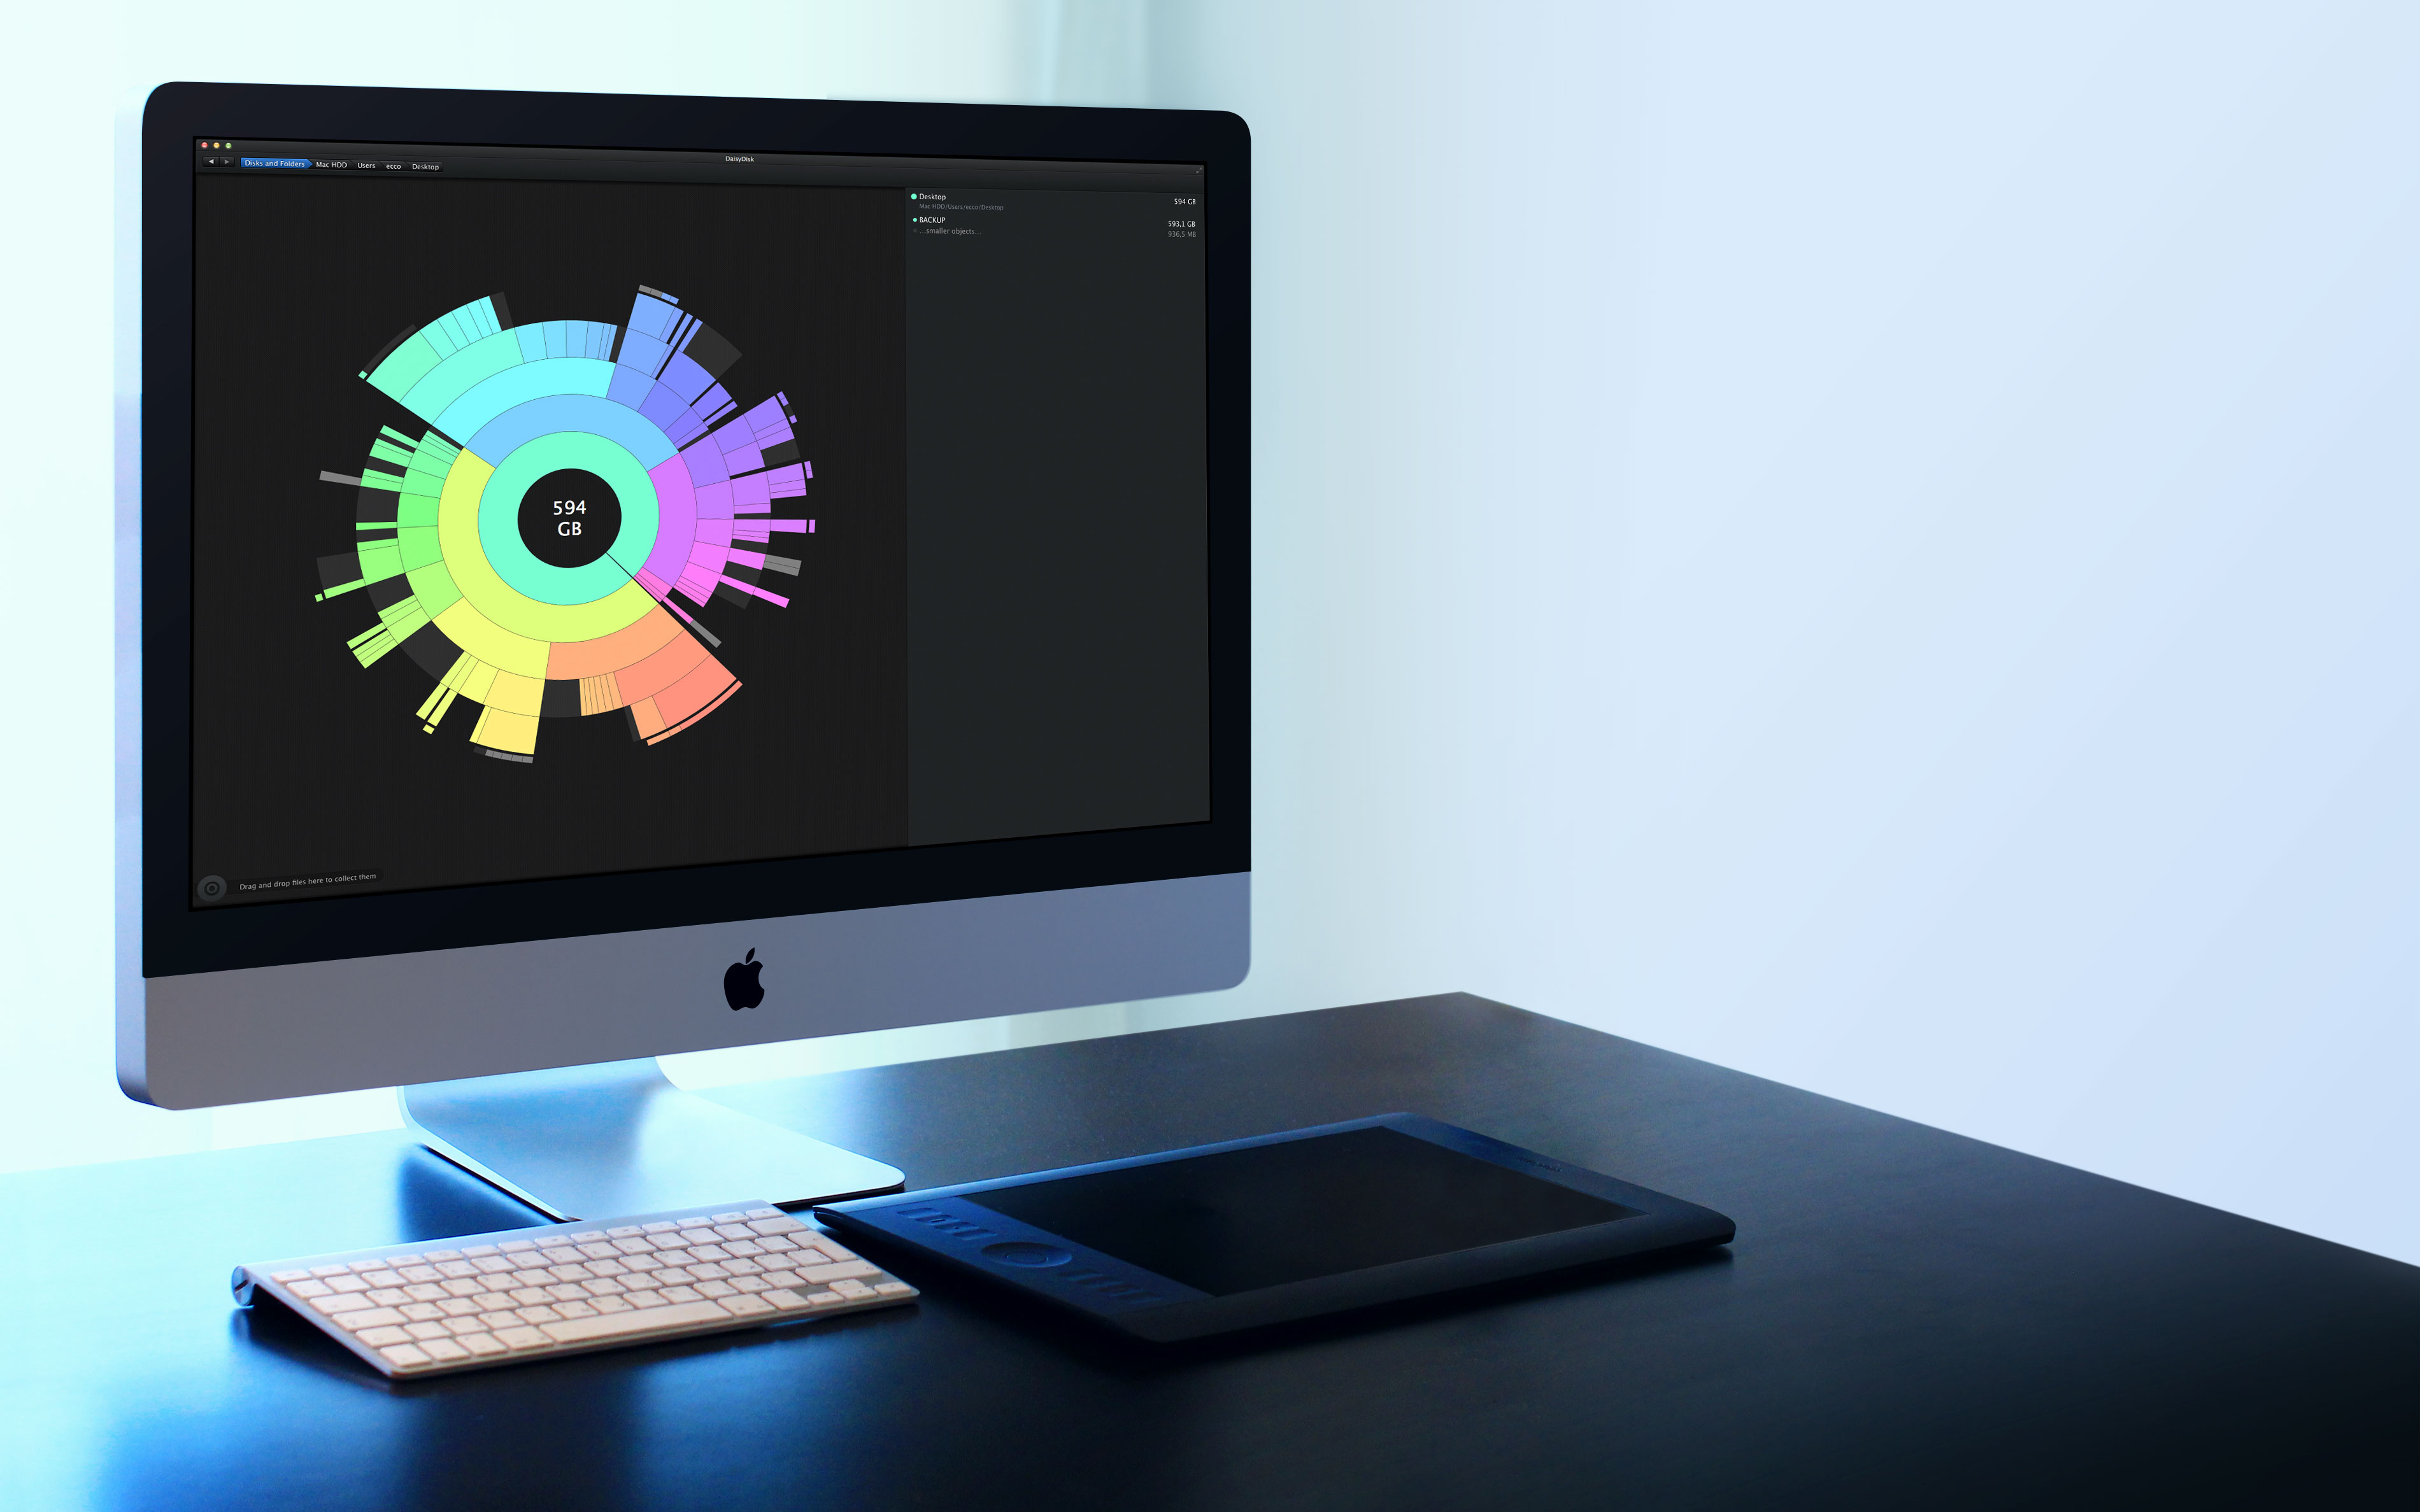 DaisyDisk
Disks and Folders Mac HDD Users ecco Desktop
Desktop 594 GB
Mac HDD/Users/ecco/Desktop
BACKUP 593,1 GB
...smaller objects... 936,5 MB
594
GB
Drag and drop files here to collect them